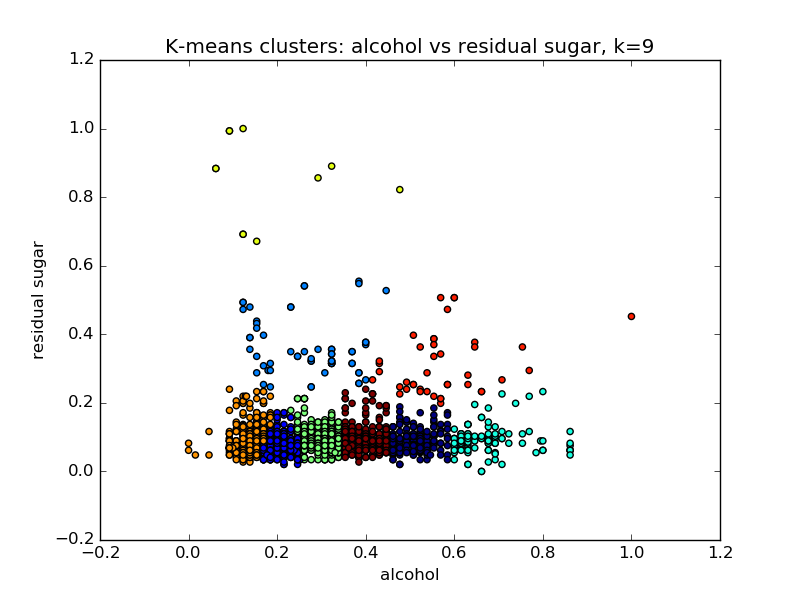 K-means clusters: alcohol vs residual sugar, k=9
1.2
1.0
0.8
0.6
0.4
0.2
0.0
−0.2
residual sugar
−0.2 0.0 0.2 0.4 0.6 0.8 1.0 1.2
alcohol